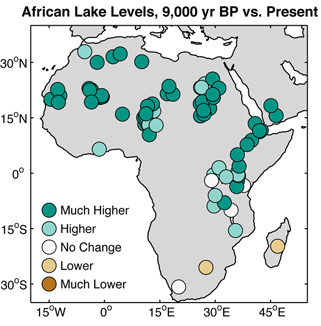 African Lake Levels, 9,000 yr BP vs. Present
30°N
15°N
0°
15°S
30°S
Much Higher
Higher
No Change
Lower
Much Lower
15°W 0° 15°E 30°E 45°E